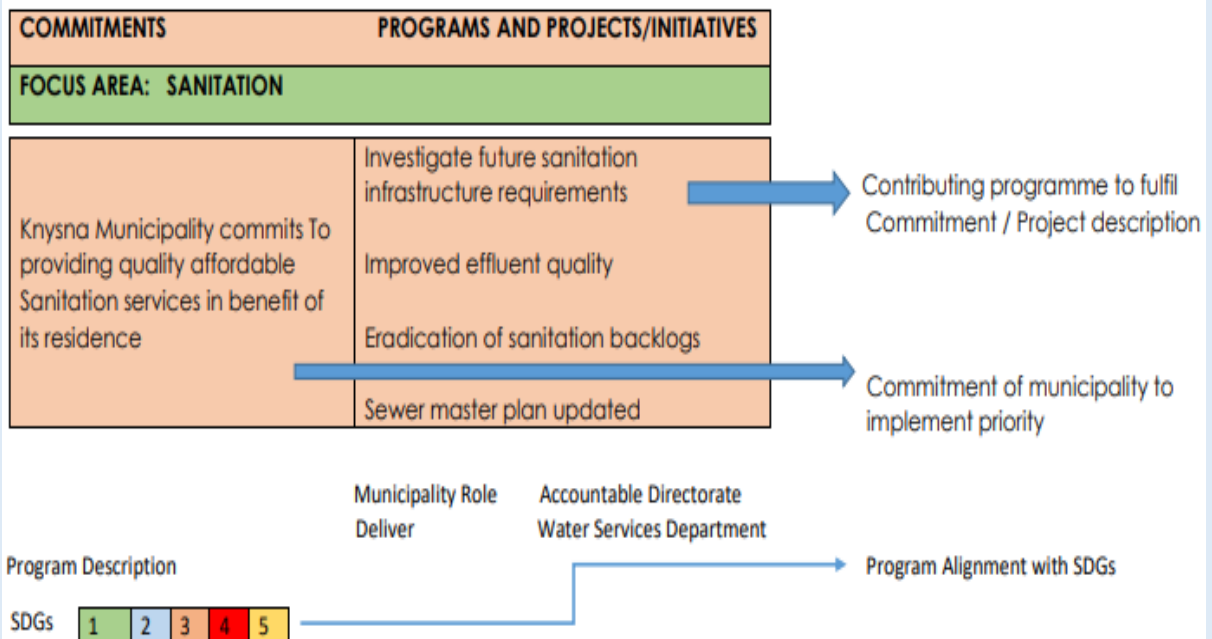 COMMITMENTS PROGRAMS AND PROJECTS/INITIATIVES
FOCUS AREA: SANITATION
Knysna Municipality commits To
providing quality affordable
Sanitation services in benefit of
its residence
Investigate future sanitation
infrastructure requirements
Improved effluent quality
Eradication of sanitation backlogs
Sewer master plan updated
Contributing programme to fulfil
Commitment / Project description
Commitment of municipality to
implement priority
Municipality Role Accountable Directorate
Deliver Water Services Department
Program Description
Program Alignment with SDGs
SDGs 1 2 3 4 5